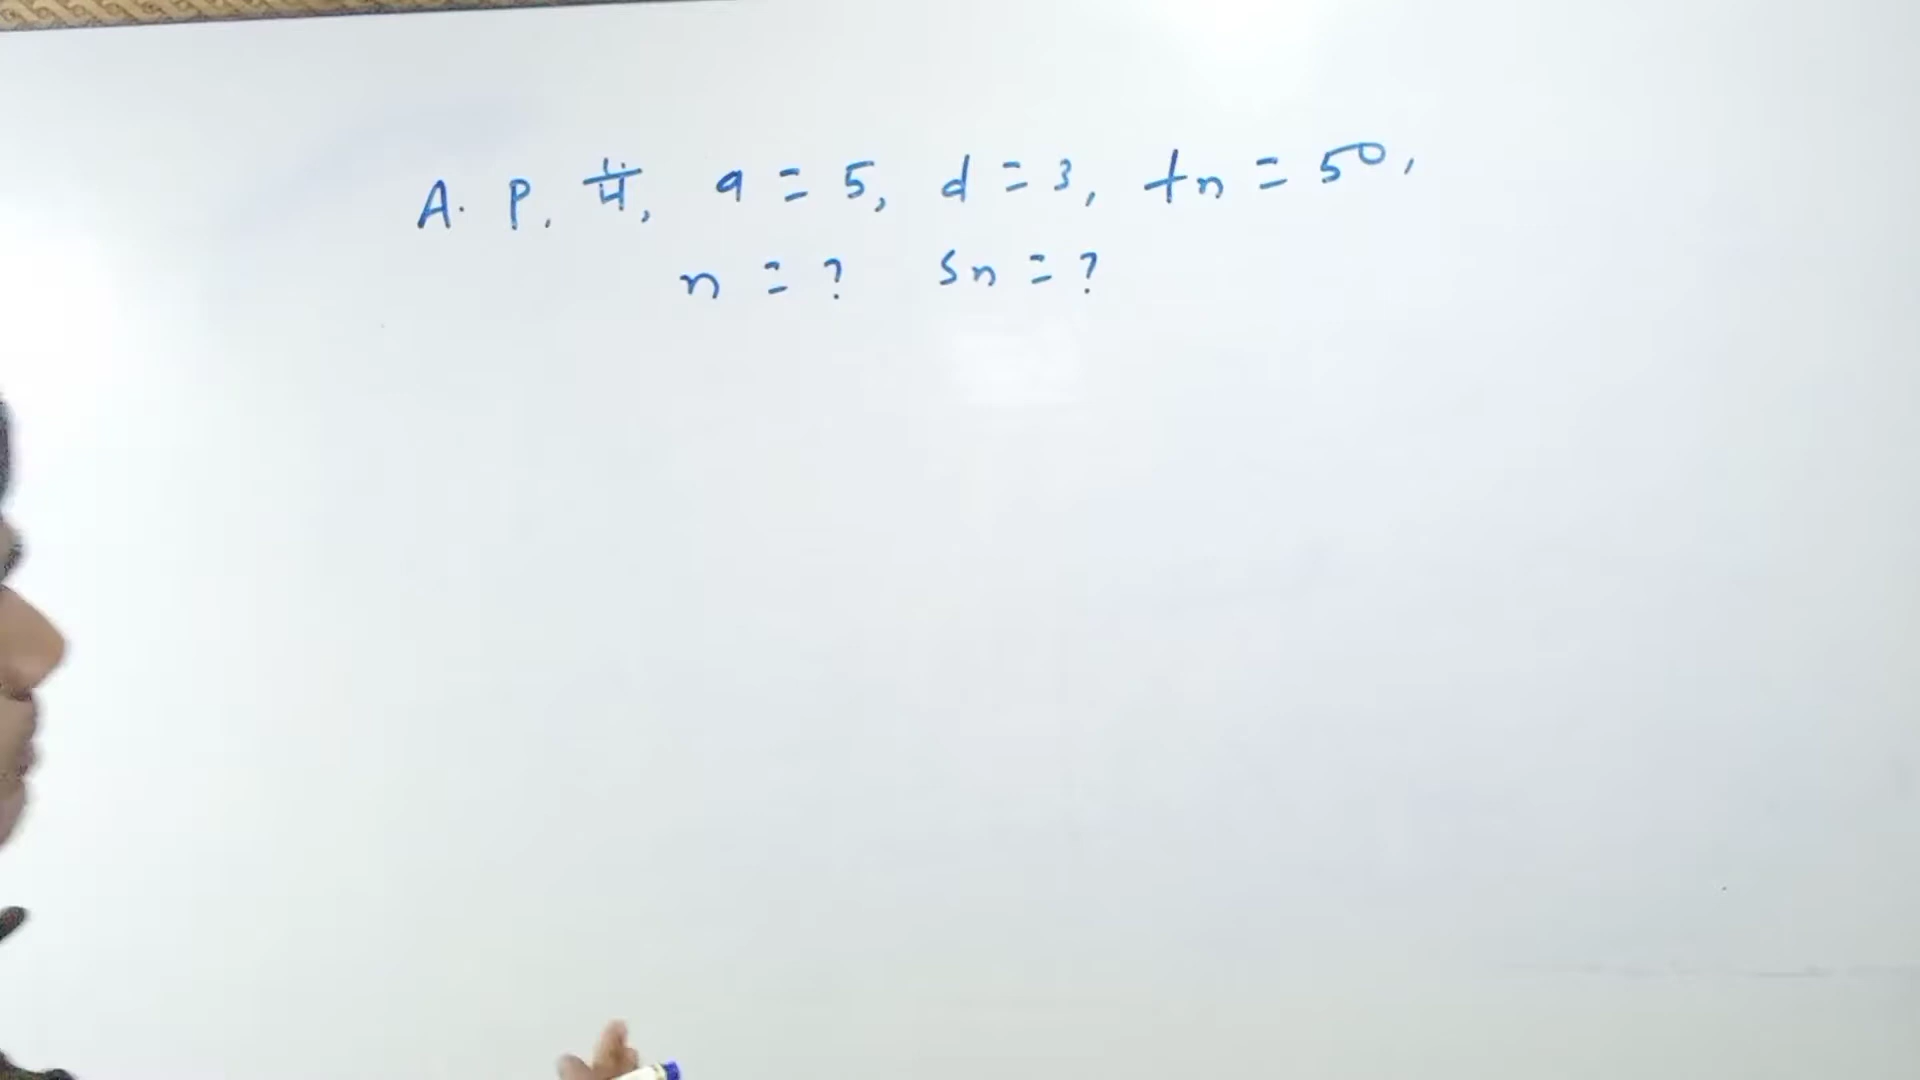 A. P. में, a = 5, d = 3, tn = 50,
n = ? Sn = ?